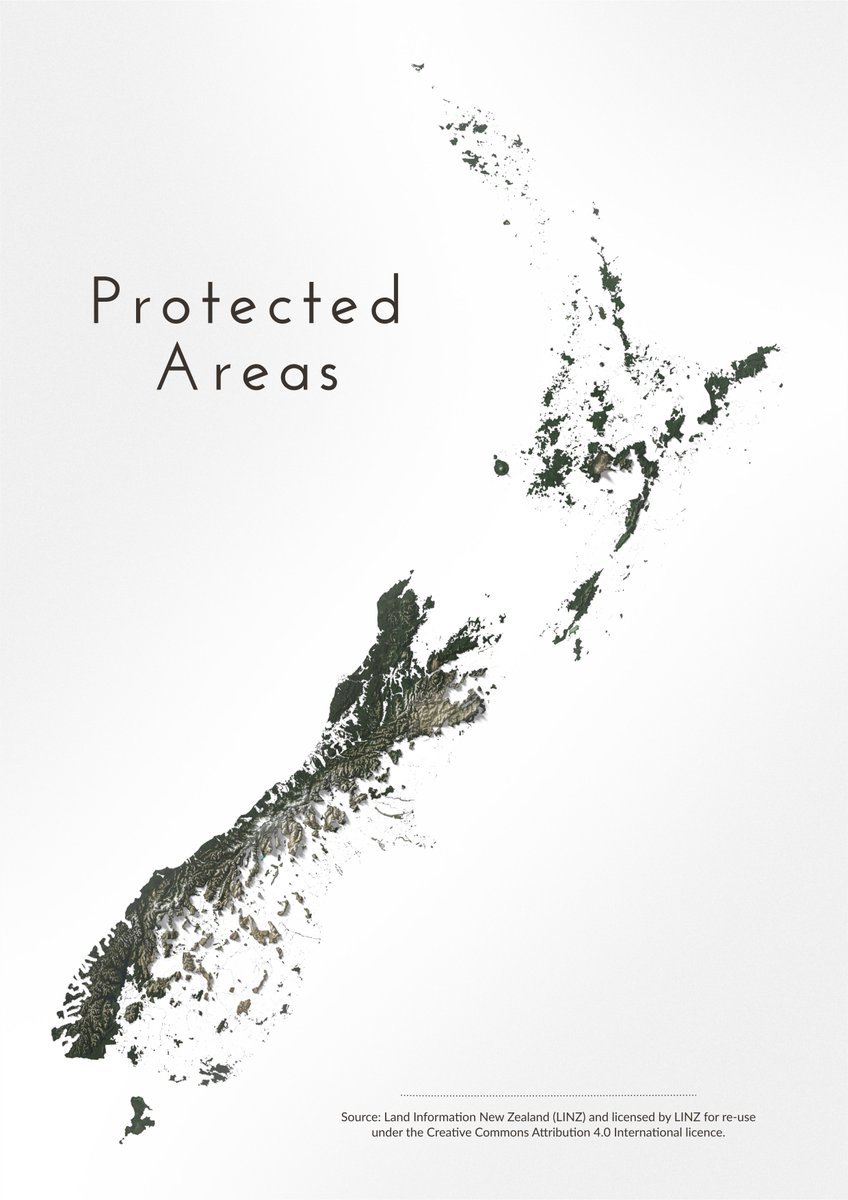 Protected
Areas
Source: Land Information New Zealand (LINZ) and licensed by LINZ for re-use
under the Creative Commons Attribution 4.0 International licence.